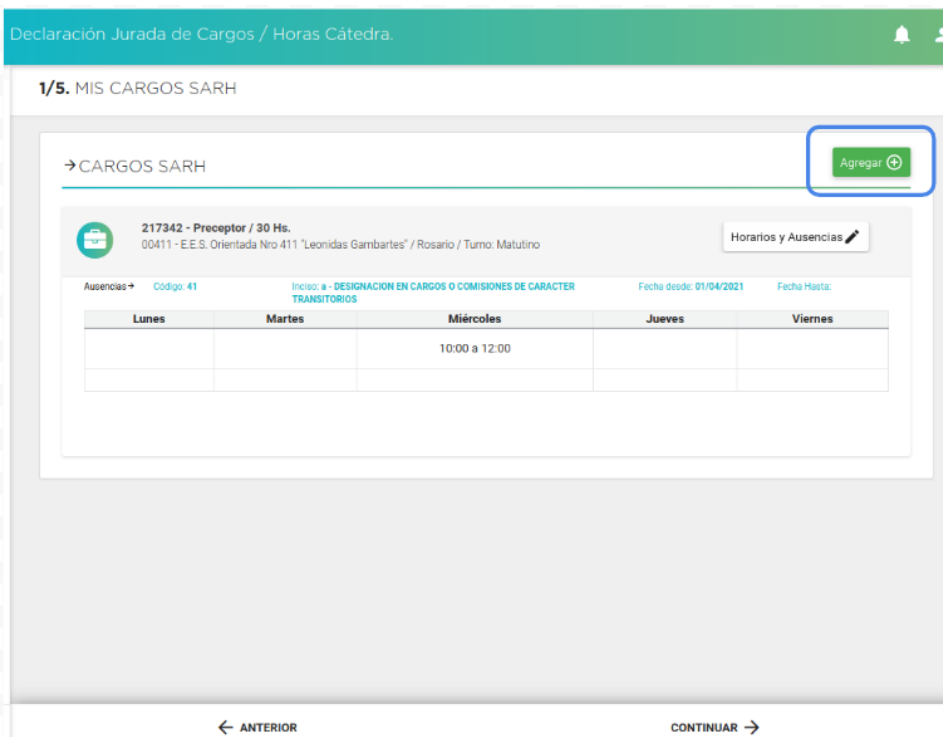 Declaración Jurada de Cargos / Horas Cátedra.
1/5. MIS CARGOS SARH
→CARGOS SARH
Agregar
217342 - Preceptor / 30 Hs.
00411 - E.E.S. Orientada Nro 411 "Leonidas Gambartes" / Rosario / Turno: Matutino
Horarios y Ausencias
Ausencias→ Código: 41 Inciso: a - DESIGNACION EN CARGOS O COMISIONES DE CARACTER TRANSITORIOS Fecha desde: 01/04/2021 Fecha Hasta:
Lunes Martes Miércoles Jueves Viernes
10:00 a 12:00
← ANTERIOR CONTINUAR →